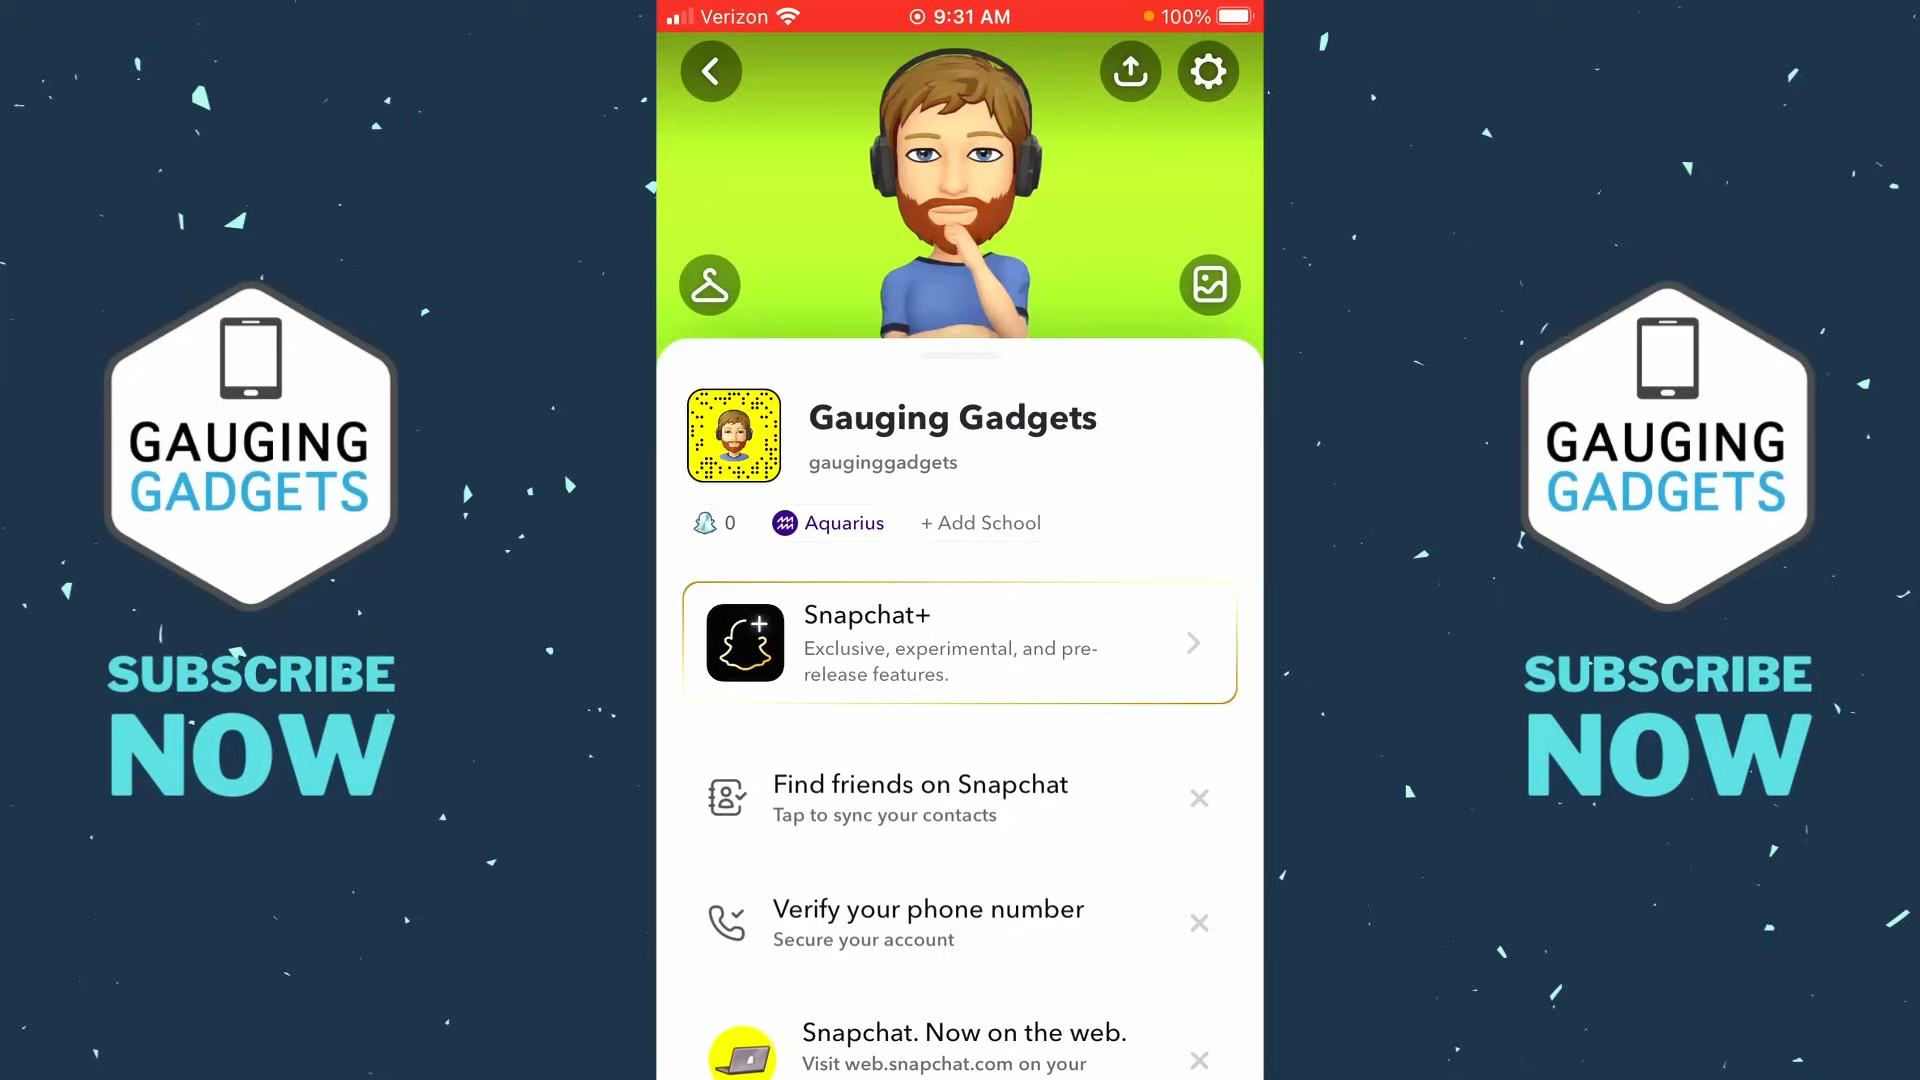 Verizon 9:31 AM 100%
GAUGING
GADGETS
SUBSCRIBE
NOW
Gauging Gadgets
gauginggadgets
0 Aquarius + Add School
Snapchat+
Exclusive, experimental, and pre-
release features.
Find friends on Snapchat
Tap to sync your contacts
Verify your phone number
Secure your account
Snapchat. Now on the web.
Visit web.snapchat.com on your
GAUGING
GADGETS
SUBSCRIBE
NOW